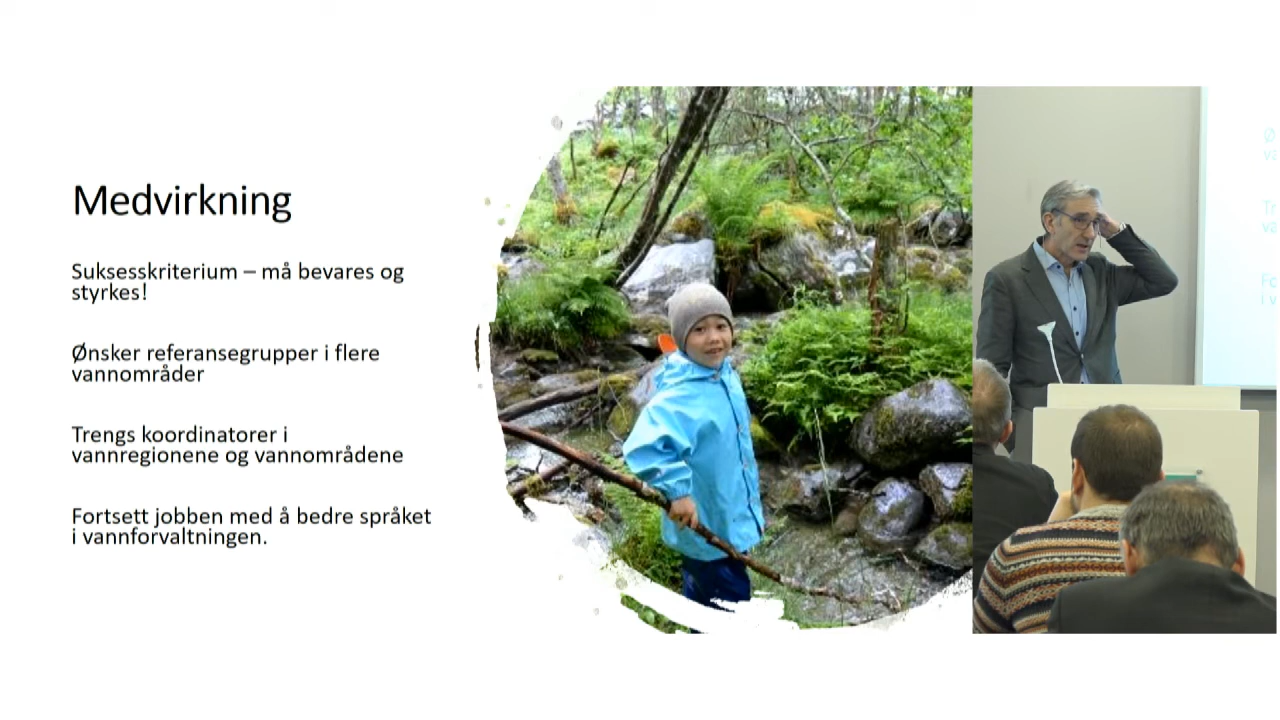 Medvirkning
Suksesskriterium – må bevares og
styrkes!
Ønsker referansegrupper i flere
vannområder
Trengs koordinatorer i
vannregionene og vannområdene
Fortsett jobben med å bedre språket
i vannforvaltningen.